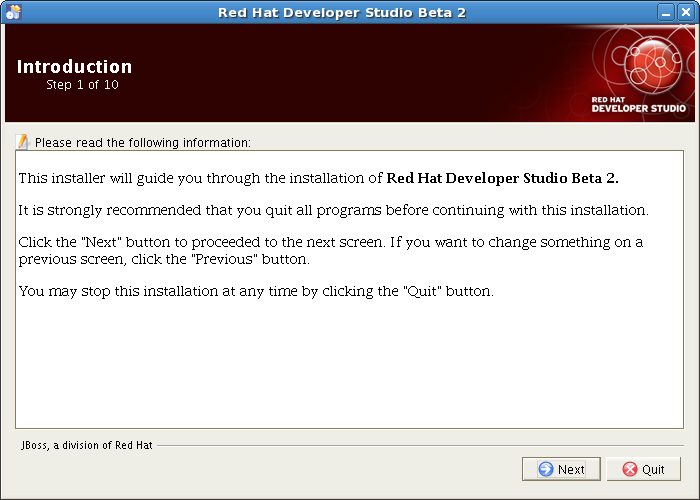 Red Hat Developer Studio Beta 2
Introduction
Step 1 of 10
RED HAT
DEVELOPER STUDIO
Please read the following information:
This installer will guide you through the installation of Red Hat Developer Studio Beta 2.
It is strongly recommended that you quit all programs before continuing with this installation.
Click the "Next" button to proceeded to the next screen. If you want to change something on a
previous screen, click the "Previous" button.
You may stop this installation at any time by clicking the "Quit" button.
JBoss, a division of Red Hat
Next
Quit